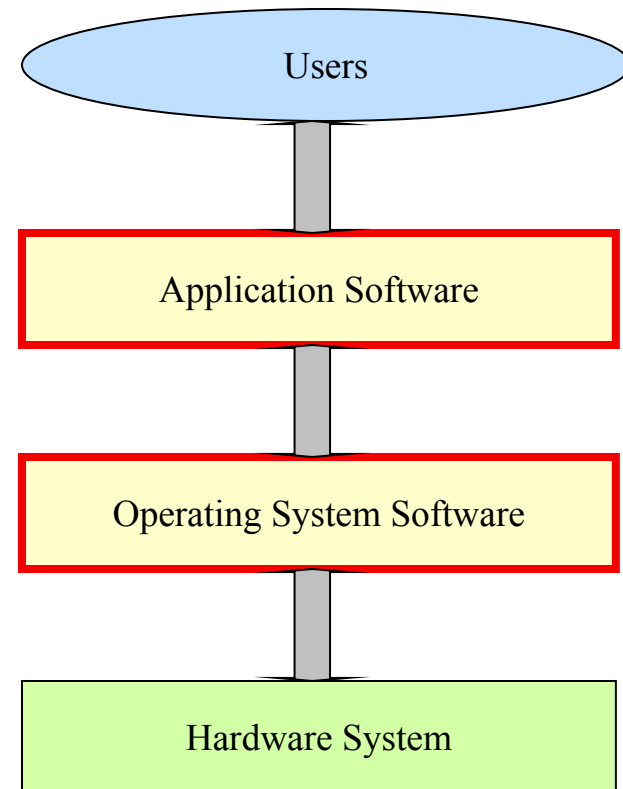 Users
Application Software
Operating System Software
Hardware System